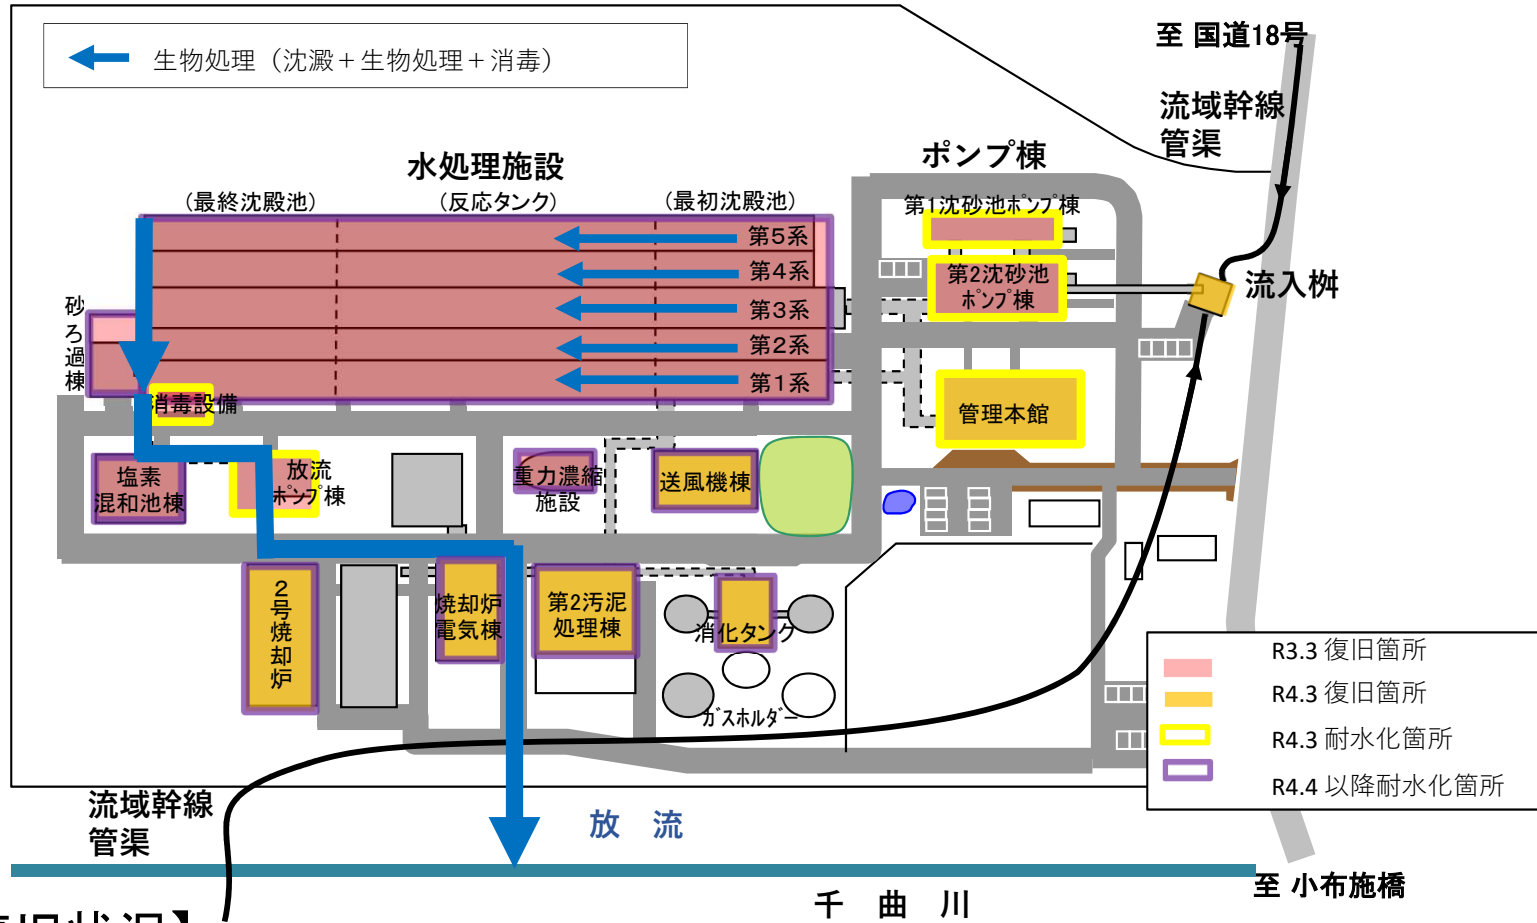 生物処理（沈澱＋生物処理＋消毒）
至 国道18号
流域幹線
管渠
水処理施設
（最終沈殿池）
（反応タンク）
（最初沈殿池）
ポンプ棟
第1沈砂池ポンプ棟
第2沈砂池
ポンプ棟
流入桝
第5系
第4系
第3系
第2系
第1系
砂ろ過棟
消毒設備
管理本館
塩素
混和池棟
放流
ポンプ棟
重力濃縮
施設
送風機棟
2号焼却炉
焼却炉
電気棟
第2汚泥
処理棟
消化タンク
ガスホルダー
R3.3 復旧箇所
R4.3 復旧箇所
R4.3 耐水化箇所
R4.4 以降耐水化箇所
流域幹線
管渠
放 流
至 小布施橋
千 曲 川
旧状況】